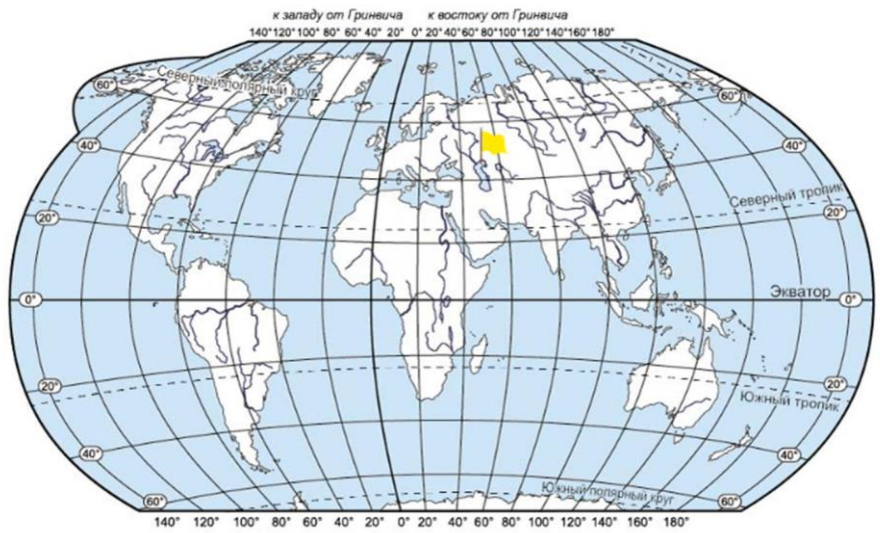 к западу от Гринвича к востоку от Гринвича
140° 120° 100° 80° 60° 40° 20° 0° 20° 40° 60° 80° 100° 120° 140° 160° 180°
Северный полярный круг
60° 60°
40° 40°
Северный тропик
20° 20°
Экватор
0° 0°
20° 20°
Южный тропик
40° 40°
Южный полярный круг
60° 60°
140° 120° 100° 80° 60° 40° 20° 0° 20° 40° 60° 80° 100° 120° 140° 160° 180°